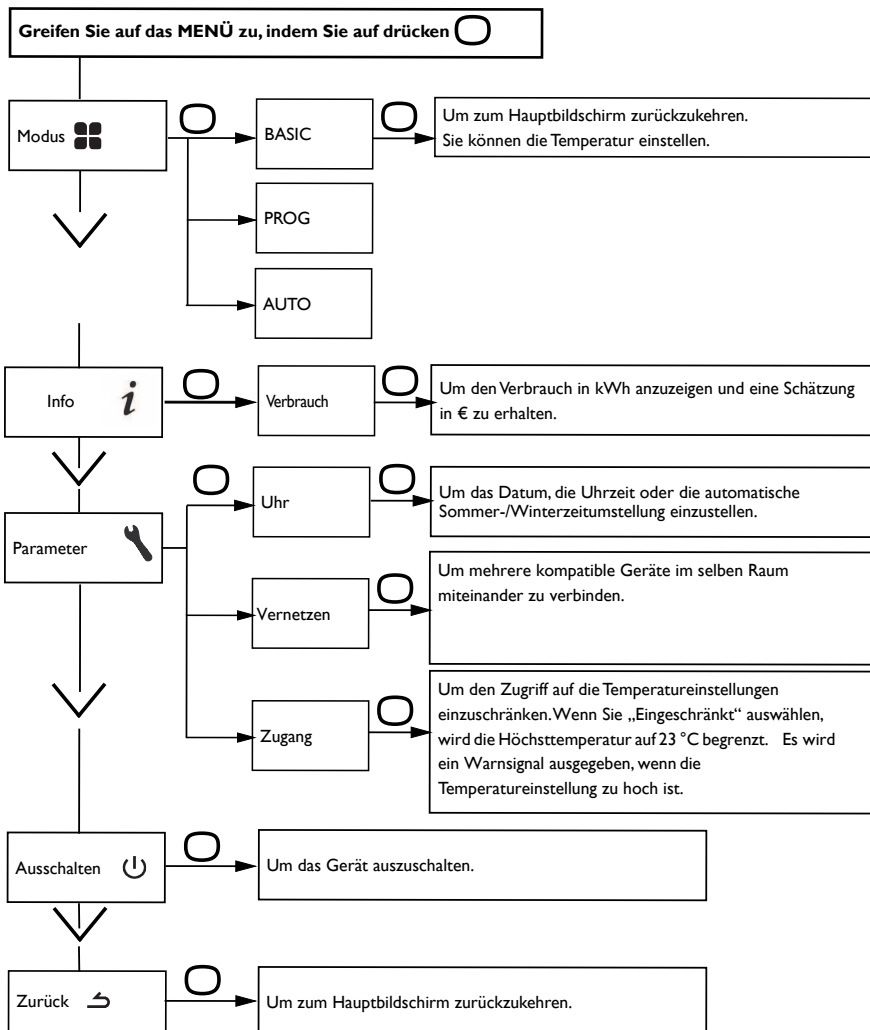 Greifen Sie auf das MENÜ zu, indem Sie auf drücken
Modus
BASIC
Um zum Hauptbildschirm zurückzukehren.
Sie können die Temperatur einstellen.
PROG
AUTO
Info
i
Verbrauch
Um den Verbrauch in kWh anzuzeigen und eine Schätzung
in € zu erhalten.
Parameter
Uhr
Um das Datum, die Uhrzeit oder die automatische
Sommer-/Winterzeitumstellung einzustellen.
Vernetzen
Um mehrere kompatible Geräte im selben Raum
miteinander zu verbinden.
Zugang
Um den Zugriff auf die Temperatureinstellungen
einzuschränken. Wenn Sie „Eingeschränkt“ auswählen,
wird die Höchsttemperatur auf 23 °C begrenzt. Es wird
ein Warnsignal ausgegeben, wenn die
Temperatureinstellung zu hoch ist.
Ausschalten
Um das Gerät auszuschalten.
Zurück
Um zum Hauptbildschirm zurückzukehren.